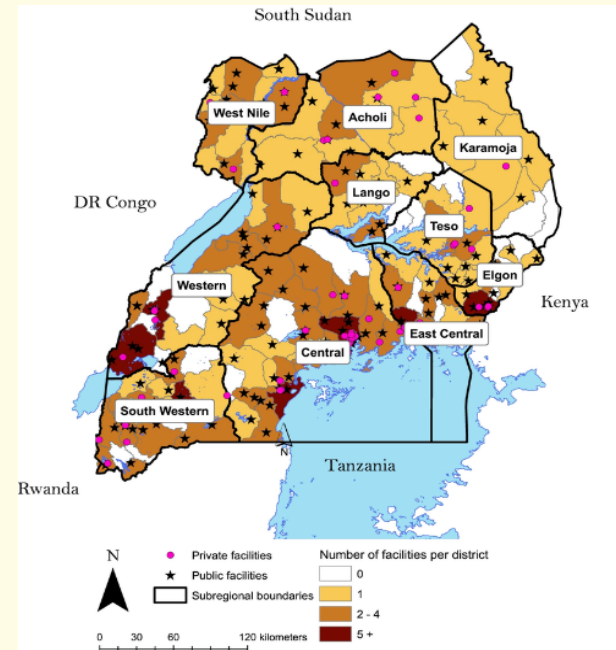 South Sudan
West Nile
Acholi
Karamoja
DR Congo
Lango
Teso
Western
Elgon
Kenya
East Central
Central
South Western
N
Tanzania
Rwanda
N
Private facilities
Public facilities
Subregional boundaries
Number of facilities per district
0
1
2 - 4
5 +
0 30 60 120 kilometers